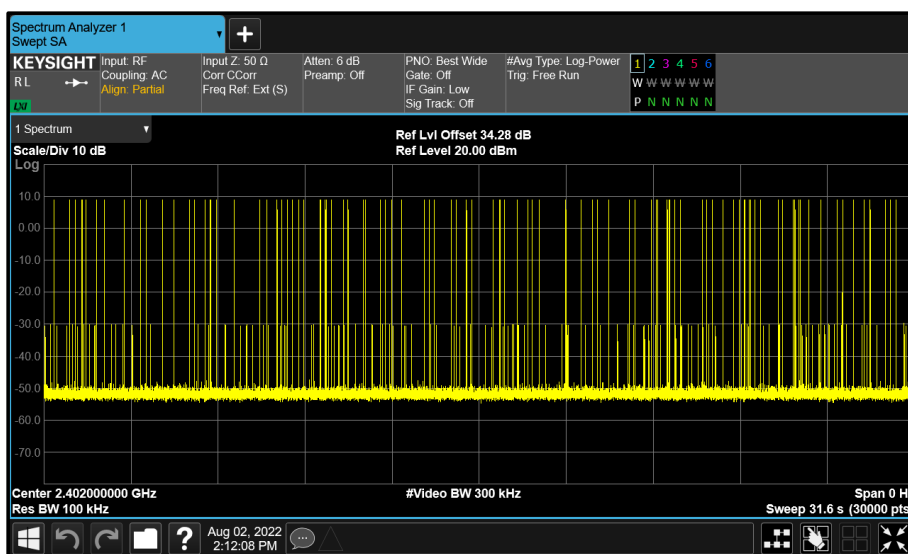 Spectrum Analyzer 1
Swept SA
KEYSIGHT
RL
LXI
Input: RF
Coupling: AC
Align: Partial
Input Z: 50 Ω
Corr CCorr
Freq Ref: Ext (S)
Atten: 6 dB
Preamp: Off
PNO: Best Wide
Gate: Off
IF Gain: Low
Sig Track: Off
#Avg Type: Log-Power
Trig: Free Run
1 2 3 4 5 6
W W W W W W
P N N N N N
1 Spectrum
Scale/Div 10 dB
Ref Lvl Offset 34.28 dB
Ref Level 20.00 dBm
Log
10.0
0.00
-10.0
-20.0
-30.0
-40.0
-50.0
-60.0
-70.0
Center 2.402000000 GHz
#Video BW 300 kHz
Span 0 H
Res BW 100 kHz
Sweep 31.6 s (30000 pts
?
Aug 02, 2022
2:12:08 PM